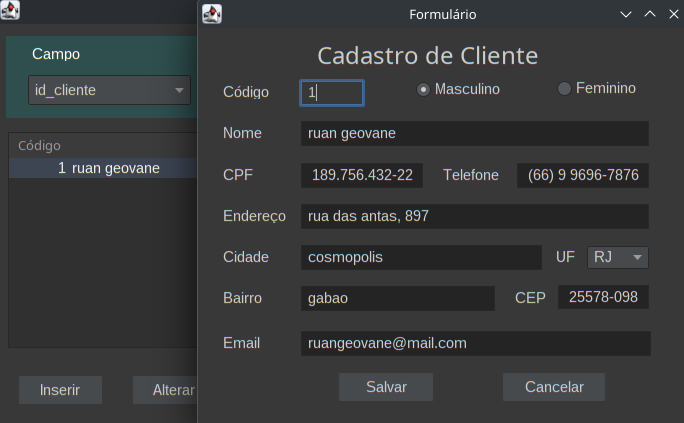 Campo
id_cliente
Código
1 ruan geovane
Inserir
Alterar
Formulário
Cadastro de Cliente
Código 1 Masculino Feminino
Nome ruan geovane
CPF 189.756.432-22 Telefone (66) 9 9696-7876
Endereço rua das antas, 897
Cidade cosmopolis UF RJ
Bairro gabao CEP 25578-098
Email ruangeovane@mail.com
Salvar Cancelar